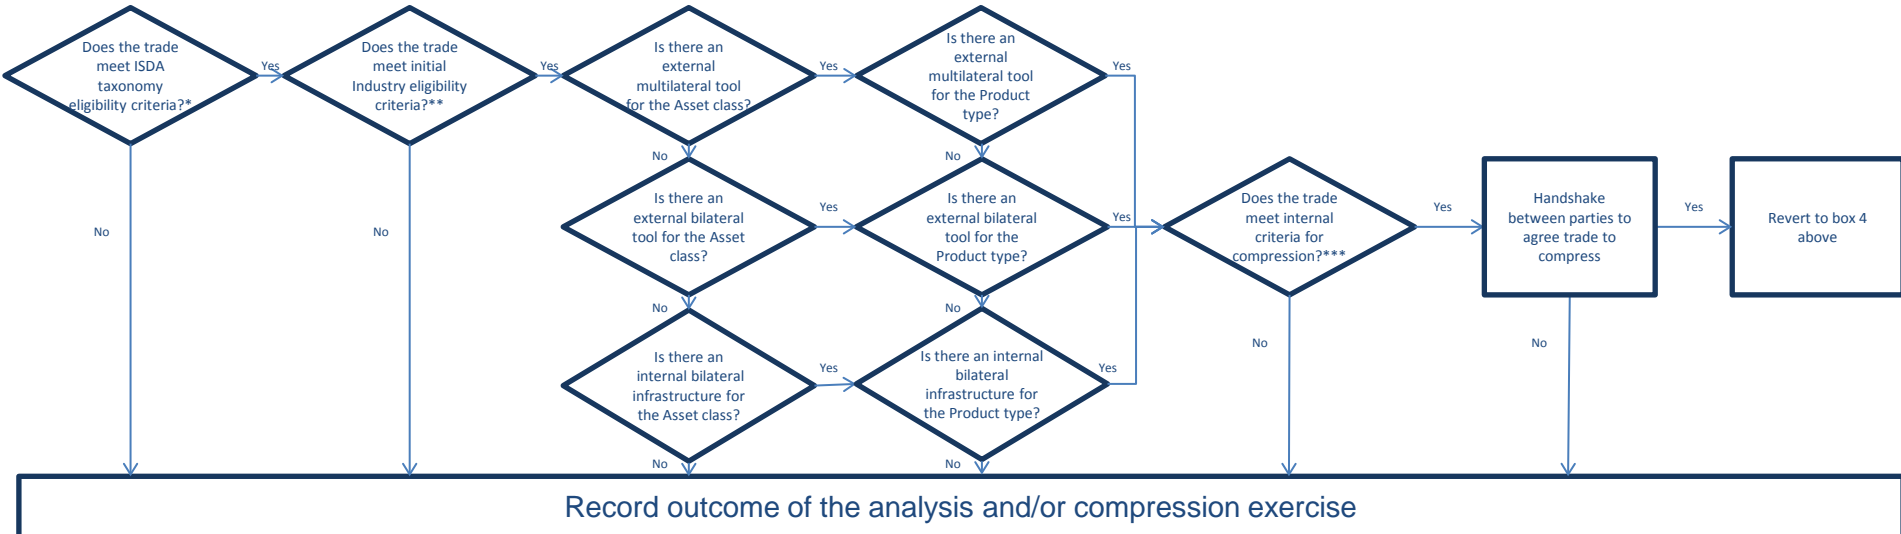 Does the trade
meet ISDA
taxonomy
eligibility criteria?*
Yes
Does the trade
meet initial
Industry eligibility
criteria?**
Yes
Is there an
external
multilateral tool
for the Asset class?
Yes
Is there an
external
multilateral tool
for the Product
type?
Yes
No
No
Is there an
external bilateral
tool for the Asset
class?
Yes
Is there an
external bilateral
tool for the
Product type?
Yes
Does the trade
meet internal
criteria for
compression?***
Yes
Handshake
between parties to
agree trade to
compress
Yes
Revert to box 4
above
No
No
No
No
Is there an
internal bilateral
infrastructure for
the Asset class?
Yes
Is there an internal
bilateral
infrastructure for
the Product type?
Yes
No
No
No
No
Record outcome of the analysis and/or compression exercise